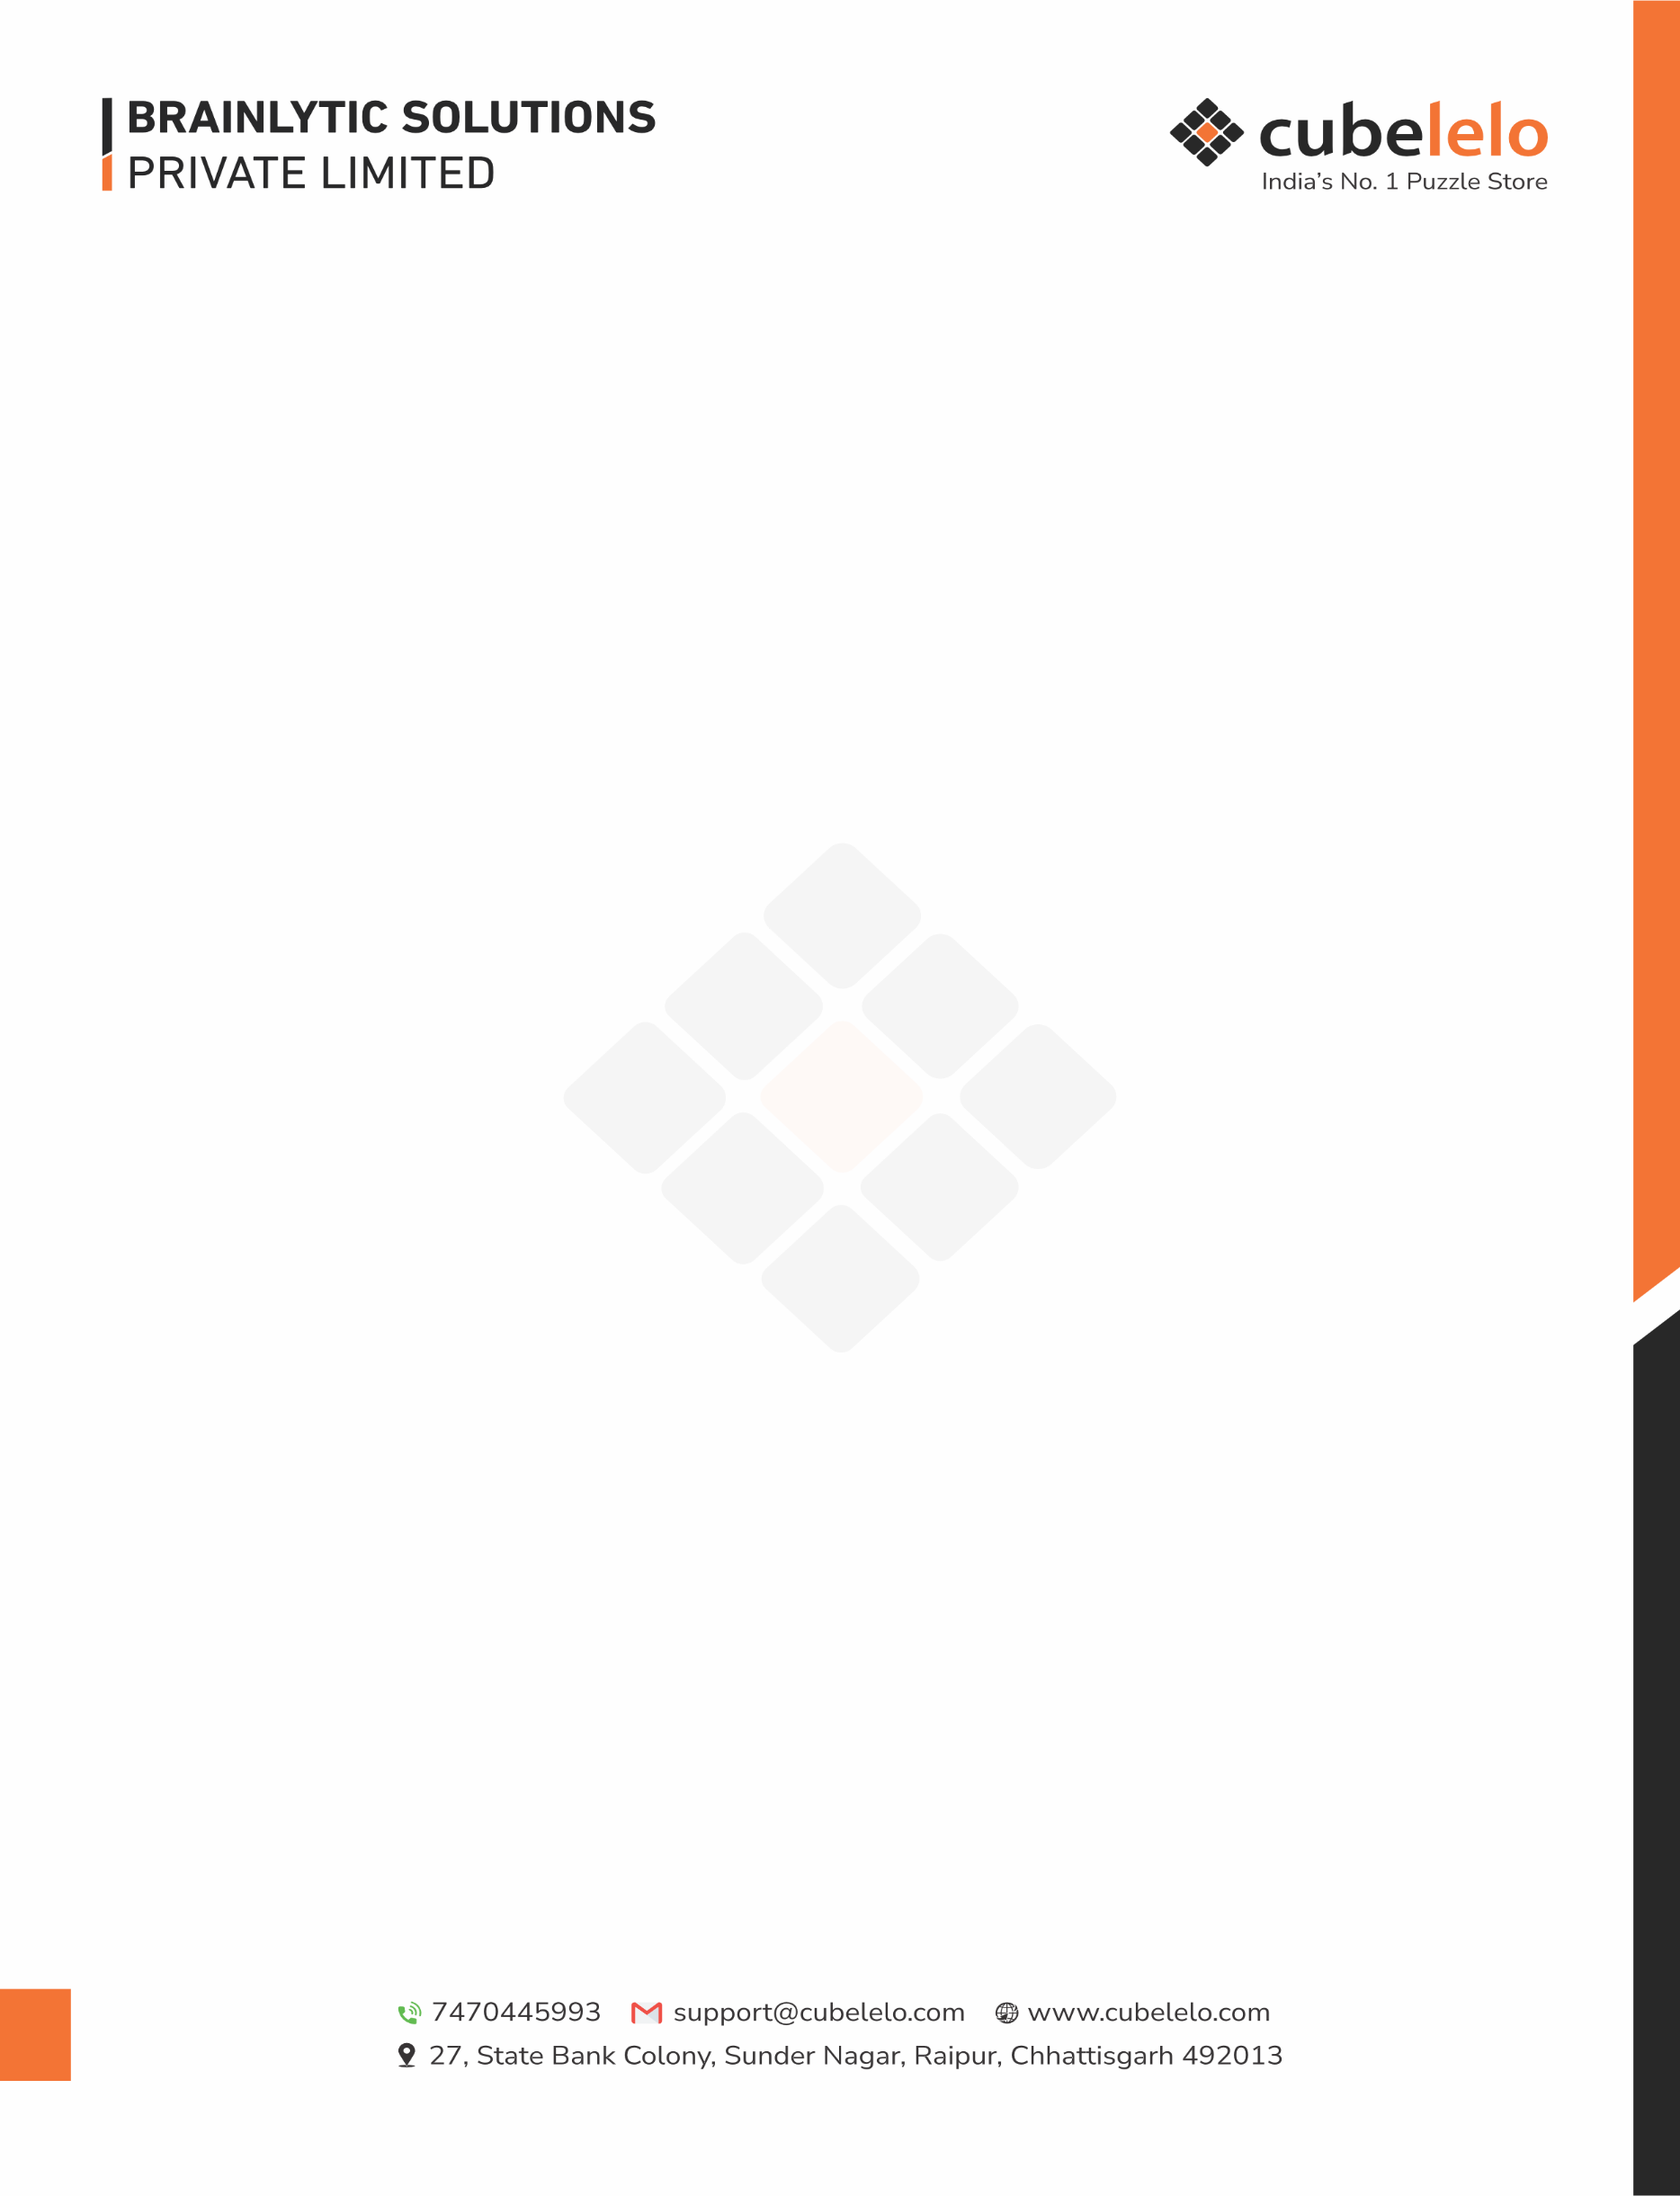 BRAINLYTIC SOLUTIONS
PRIVATE LIMITED
cubelelo
India's No. 1 Puzzle Store
7470445993 support@cubelelo.com www.cubelelo.com
27, State Bank Colony, Sunder Nagar, Raipur, Chhattisgarh 492013